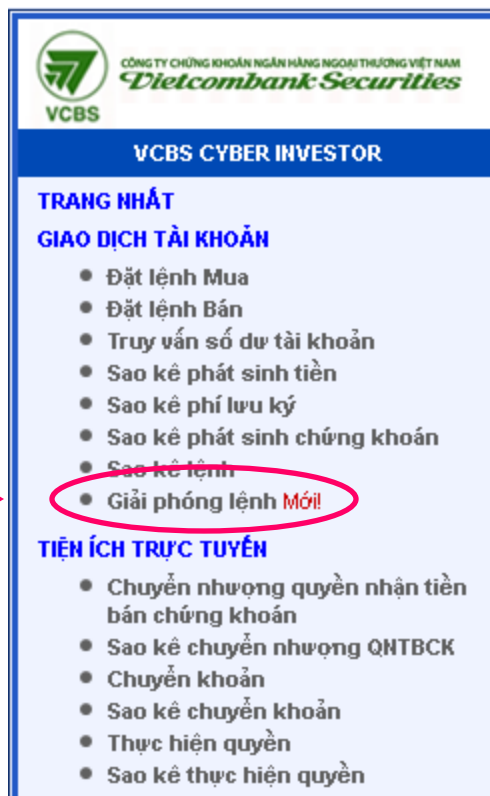 CÔNG TY CHỨNG KHOÁN NGÂN HÀNG NGOẠI THƯƠNG VIỆT NAM
Vietcombank Securities
VCBS
VCBS CYBER INVESTOR
TRANG NHẤT
GIAO DỊCH TÀI KHOẢN
Đặt lệnh Mua
Đặt lệnh Bán
Truy vấn số dư tài khoản
Sao kê phát sinh tiền
Sao kê phí lưu ký
Sao kê phát sinh chứng khoán
Sao kê lệnh
Giải phóng lệnh Mới!
TIỆN ÍCH TRỰC TUYẾN
Chuyển nhượng quyền nhận tiền
bán chứng khoán
Sao kê chuyển nhượng QNTBCK
Chuyển khoản
Sao kê chuyển khoản
Thực hiện quyền
Sao kê thực hiện quyền